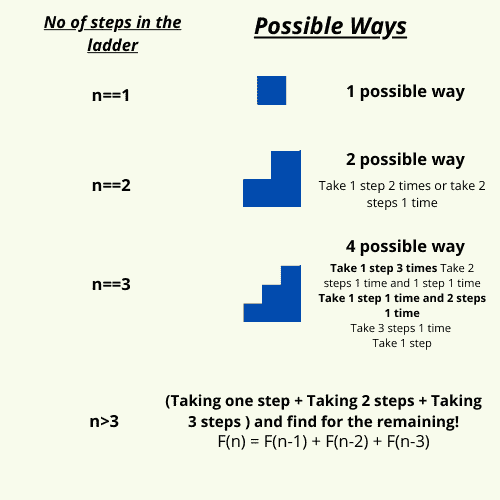 No of steps in the
ladder
Possible Ways
n==1
1 possible way
n==2
2 possible way
Take 1 step 2 times or take 2
steps 1 time
n==3
4 possible way
Take 1 step 3 times Take 2
steps 1 time and 1 step 1 time
Take 1 step 1 time and 2 steps
1 time
Take 3 steps 1 time
Take 1 step
n>3
(Taking one step + Taking 2 steps + Taking
3 steps ) and find for the remaining!
F(n) = F(n-1) + F(n-2) + F(n-3)